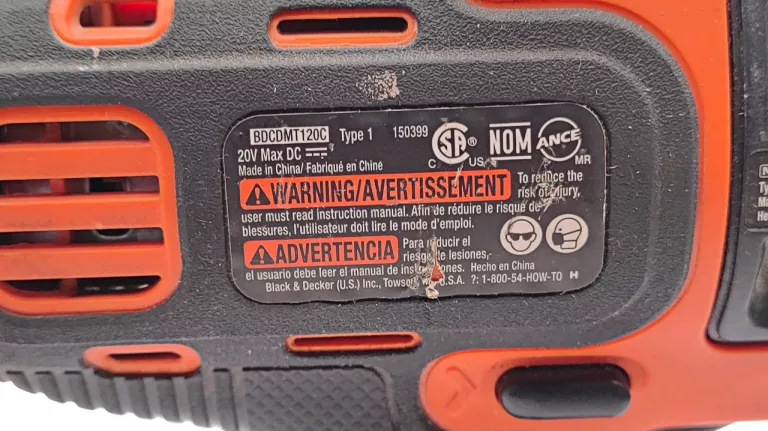 BDCDMT120C Type 1 150399
20V Max DC
Made in China/ Fabriqué en Chine
SA® NOM ANCE
C US MR
WARNING/AVERTISSEMENT To reduce the
risk of injury,
user must read instruction manual. Afin de réduire le risque de
blessures, l'utilisateur doit lire le mode d'emploi.
ADVERTENCIA Para reducir el
riesgo de lesiones,
el usuario debe leer el manual de instrucciones. Hecho en China
Black & Decker (U.S.) Inc., Towson U.S.A. ?: 1-800-54-HOW-TO H